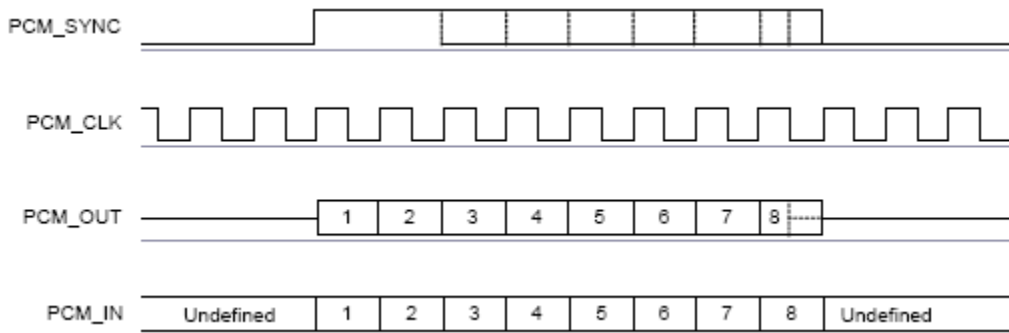 PCM_SYNC
PCM_CLK
PCM_OUT 1 2 3 4 5 6 7 8
PCM_IN Undefined 1 2 3 4 5 6 7 8 Undefined